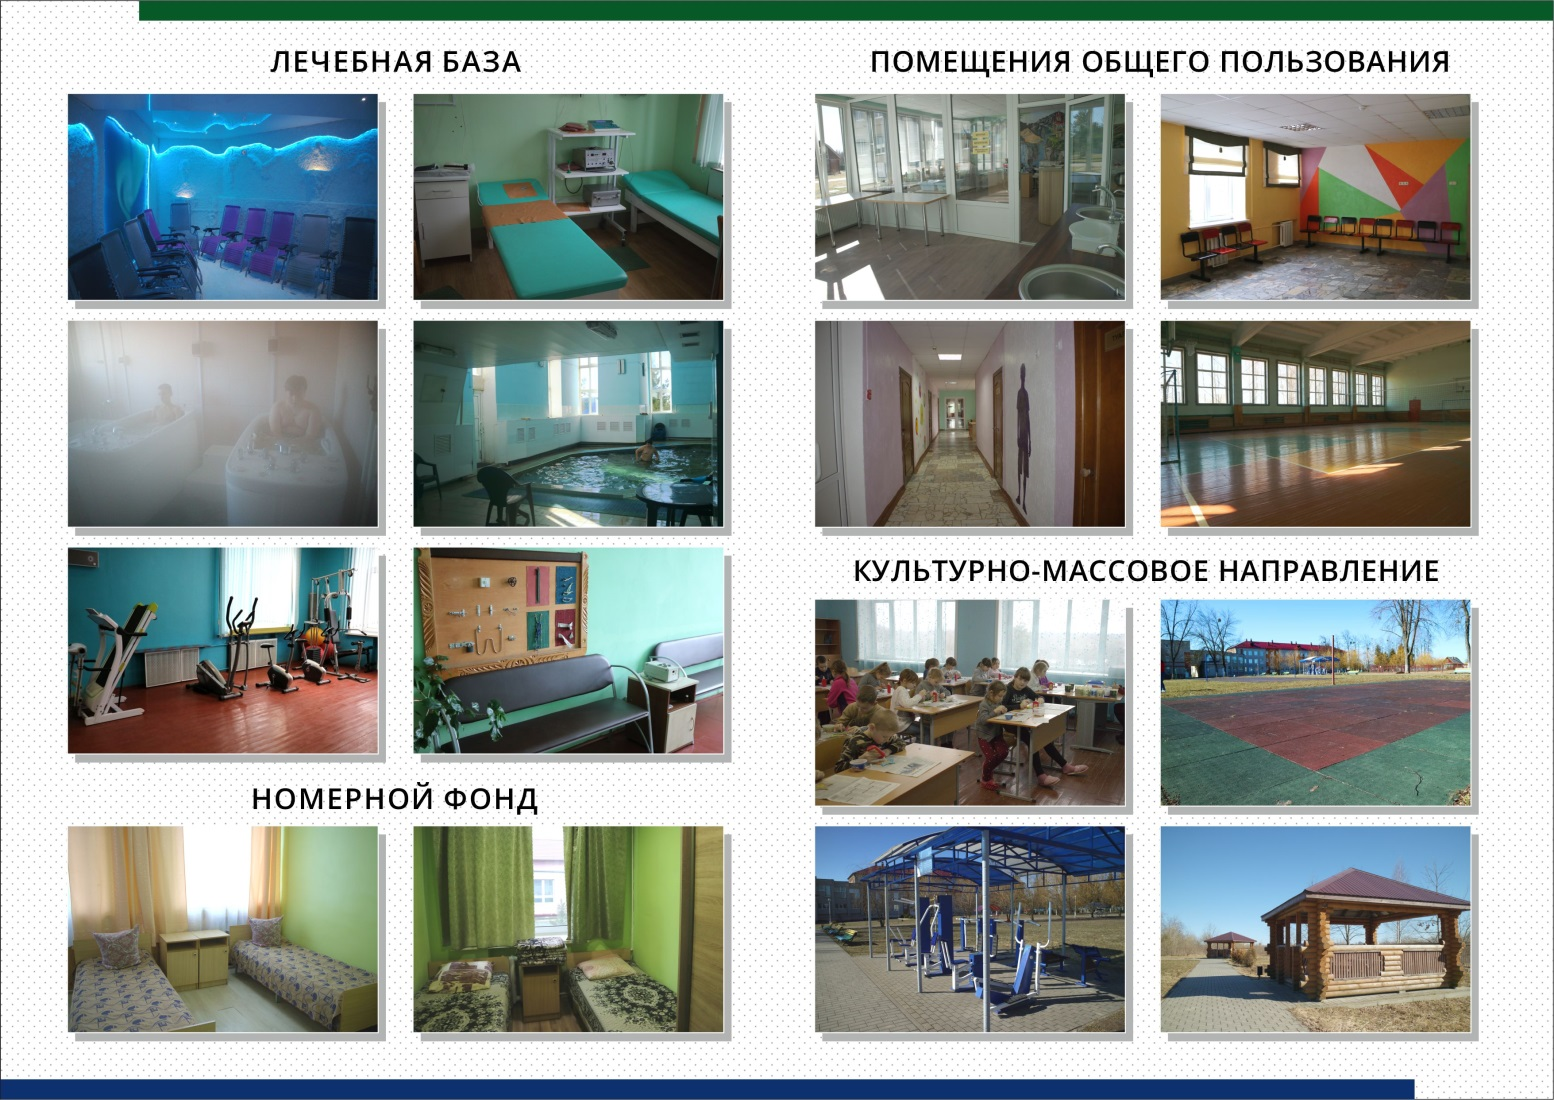 ЛЕЧЕБНАЯ БАЗА
НОМЕРНОЙ ФОНД
ПОМЕЩЕНИЯ ОБЩЕГО ПОЛЬЗОВАНИЯ
КУЛЬТУРНО-МАССОВОЕ НАПРАВЛЕНИЕ